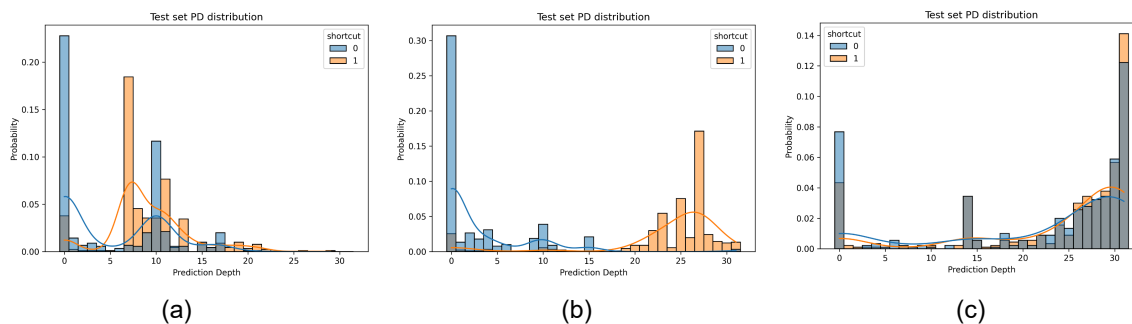 Test set PD distribution
shortcut
0
1
0.20
0.15
0.10
0.05
0.00
Probability
0 5 10 15 20 25 30
Prediction Depth
(a)
Test set PD distribution
shortcut
0
1
0.30
0.25
0.20
0.15
0.10
0.05
0.00
Probability
0 5 10 15 20 25 30
Prediction Depth
(b)
Test set PD distribution
shortcut
0
1
0.14
0.12
0.10
0.08
0.06
0.04
0.02
0.00
Probability
0 5 10 15 20 25 30
Prediction Depth
(c)